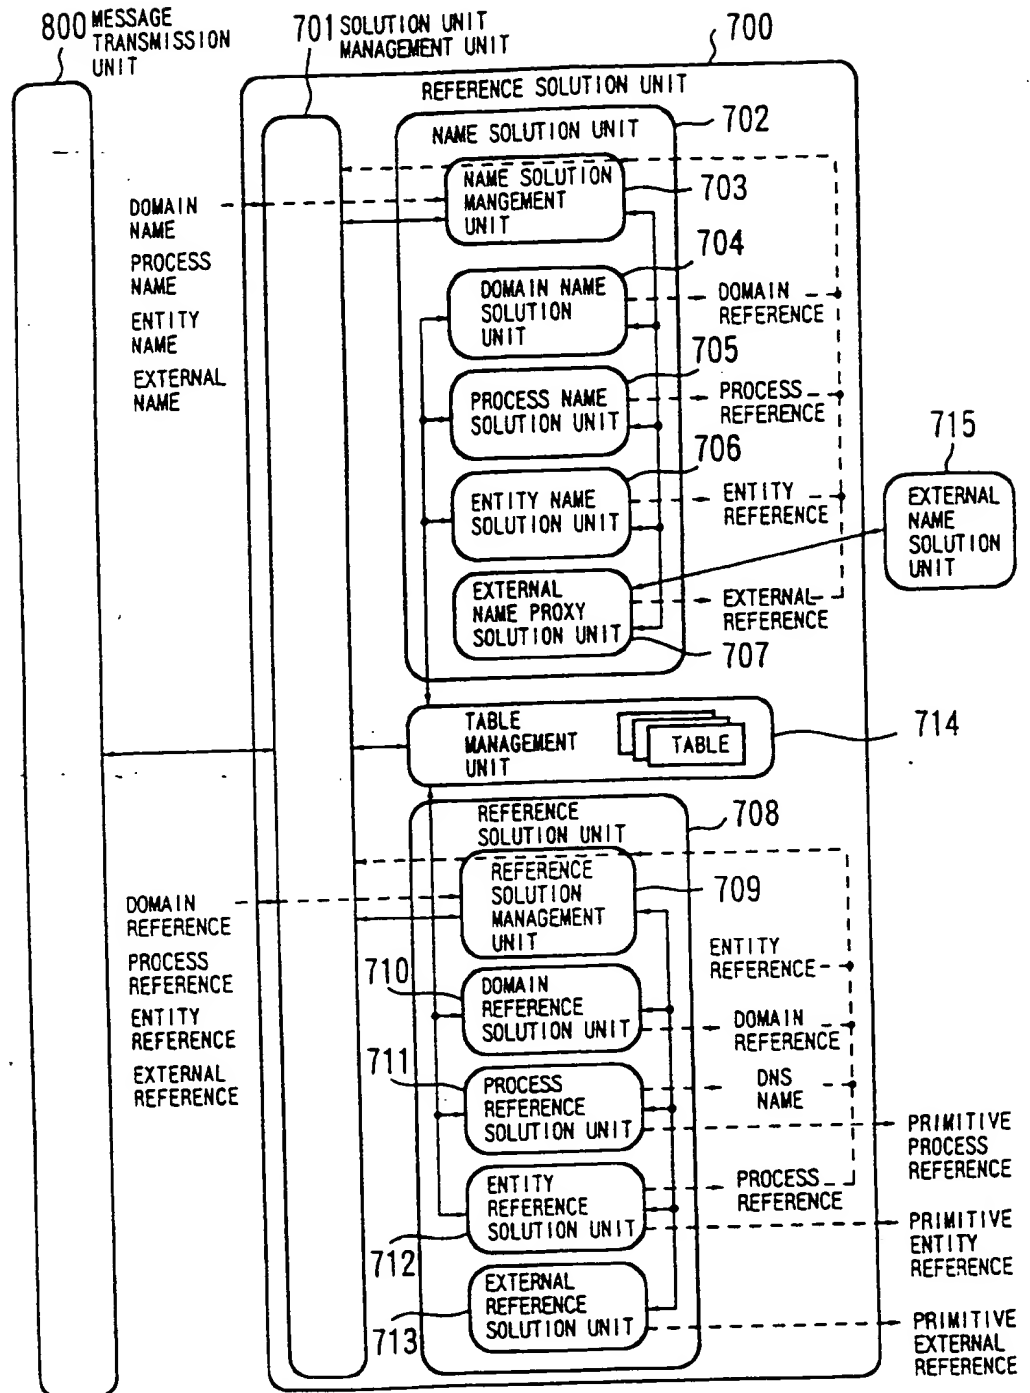 800 MESSAGE
TRANSMISSION
UNIT
701 SOLUTION UNIT
MANAGEMENT UNIT
700
REFERENCE SOLUTION UNIT
NAME SOLUTION UNIT
702
NAME SOLUTION
MANGEMENT
UNIT
703
DOMAIN
NAME
PROCESS
NAME
ENTITY
NAME
EXTERNAL
NAME
704
DOMAIN NAME
SOLUTION
UNIT
DOMAIN
REFERENCE
705
PROCESS NAME
SOLUTION UNIT
PROCESS
REFERENCE
706
ENTITY NAME
SOLUTION UNIT
ENTITY
REFERENCE
715
EXTERNAL
NAME
SOLUTION
UNIT
EXTERNAL
NAME PROXY
SOLUTION UNIT
EXTERNAL
REFERENCE
707
TABLE
MANAGEMENT
UNIT
TABLE
714
REFERENCE
SOLUTION UNIT
708
REFERENCE
SOLUTION
MANAGEMENT
UNIT
709
DOMAIN
REFERENCE
PROCESS
REFERENCE
ENTITY
REFERENCE
EXTERNAL
REFERENCE
ENTITY
REFERENCE
710
DOMAIN
REFERENCE
SOLUTION UNIT
DOMAIN
REFERENCE
711
PROCESS
REFERENCE
SOLUTION UNIT
DNS
NAME
PRIMITIVE
PROCESS
REFERENCE
ENTITY
REFERENCE
SOLUTION UNIT
PROCESS
REFERENCE
712
PRIMITIVE
ENTITY
REFERENCE
EXTERNAL
REFERENCE
SOLUTION UNIT
713
PRIMITIVE
EXTERNAL
REFERENCE